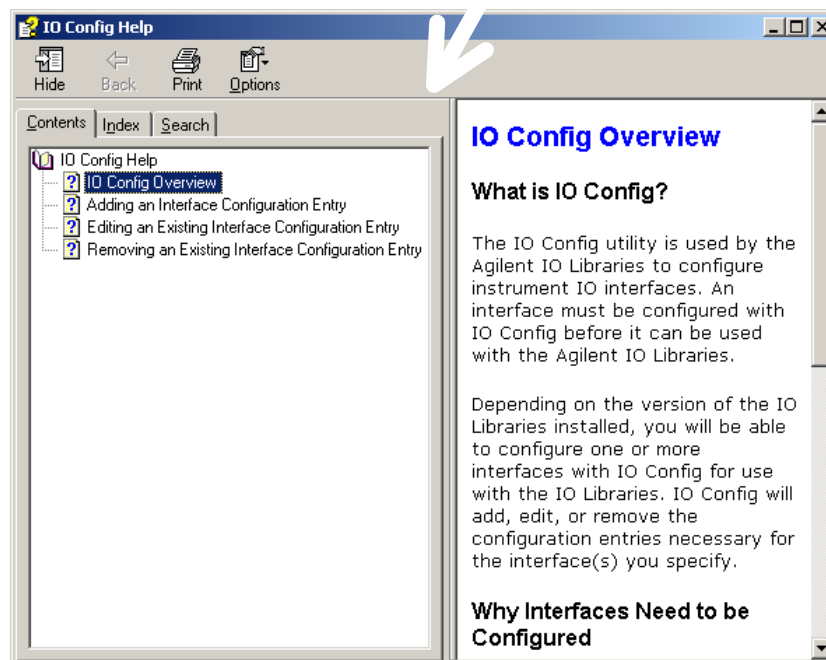 IO Config Help
Hide Back Print Options
Contents Index Search
IO Config Help
IO Config Overview
Adding an Interface Configuration Entry
Editing an Existing Interface Configuration Entry
Removing an Existing Interface Configuration Entry
IO Config Overview
What is IO Config?
The IO Config utility is used by the
Agilent IO Libraries to configure
instrument IO interfaces. An
interface must be configured with
IO Config before it can be used
with the Agilent IO Libraries.
Depending on the version of the IO
Libraries installed, you will be able
to configure one or more
interfaces with IO Config for use
with the IO Libraries. IO Config will
add, edit, or remove the
configuration entries necessary for
the interface(s) you specify.
Why Interfaces Need to be
Configured